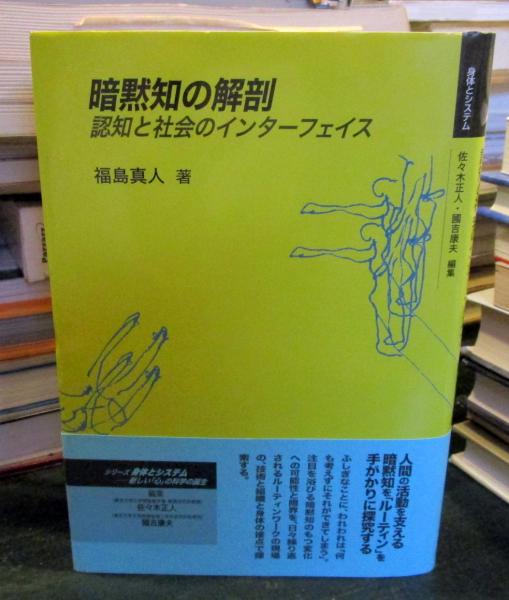 暗黙知の解剖
認知と社会のインターフェイス
福島真人 著
身体とシステム
佐々木正人・國吉康夫 編集
人間の活動を支える
暗黙知を、「ルーティン」を
手がかりに探究する
ふしぎなことに、われわれは、「何
も考えずにそれができてしまう」。
注目を浴びる暗黙知のもつ変化
への可能性と限界を、日々繰り返
されるルーティンワークの現場
の、技術と組織と身体の接点で探
索する。
シリーズ 身体とシステム
新しい「心」の科学の誕生
編集
佐々木正人
國吉康夫